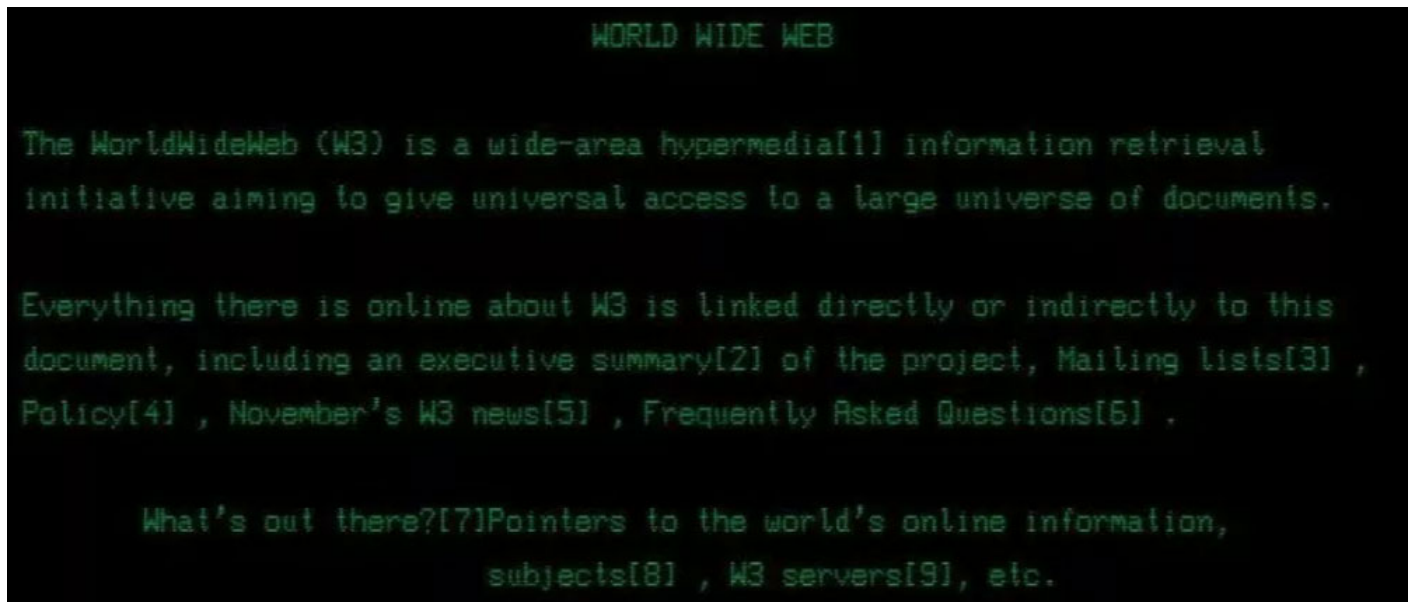 WORLD WIDE WEB
The WorldWideWeb (W3) is a wide-area hypermedia[1] information retrieval
initiative aiming to give universal access to a large universe of documents.
Everything there is online about W3 is linked directly or indirectly to this
document, including an executive summary[2] of the project, Mailing lists[3] ,
Policy[4] , November's W3 news[5] , Frequently Asked Questions[6] .
What's out there?[7]Pointers to the world's online information,
subjects[8] , W3 servers[9], etc.